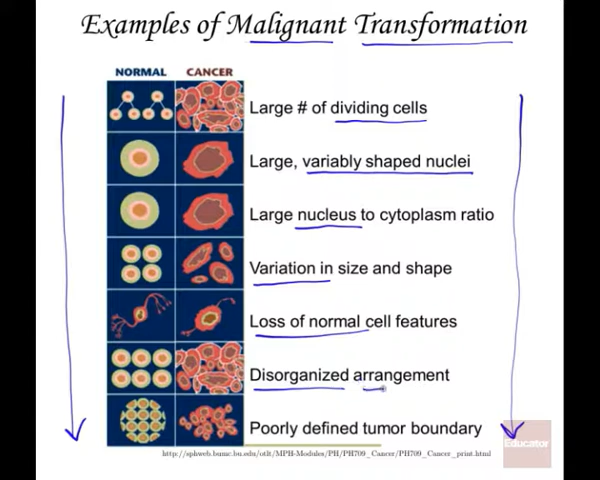 Examples of Malignant Transformation
NORMAL CANCER
Large # of dividing cells
Large, variably shaped nuclei
Large nucleus to cytoplasm ratio
Variation in size and shape
Loss of normal cell features
Disorganized arrangement
Poorly defined tumor boundary
Educator
http://sphweb.bumc.bu.edu/otlt/MPH-Modules/PH/PH709_Cancer/PH709_Cancer_print.html